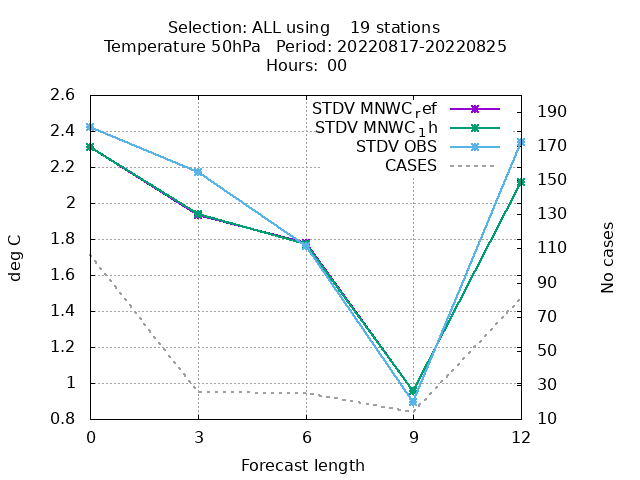 Selection: ALL using    19 stations
Temperature 50hPa   Period: 20220817-20220825
Hours:  00
STDV MNWCref
STDV MNWC1h
STDV OBS
CASES
2.6
2.4
2.2
2
1.8
1.6
1.4
1.2
1
0.8
190
170
150
130
110
90
70
50
30
10
deg C
No cases
0 3 6 9 12
Forecast length